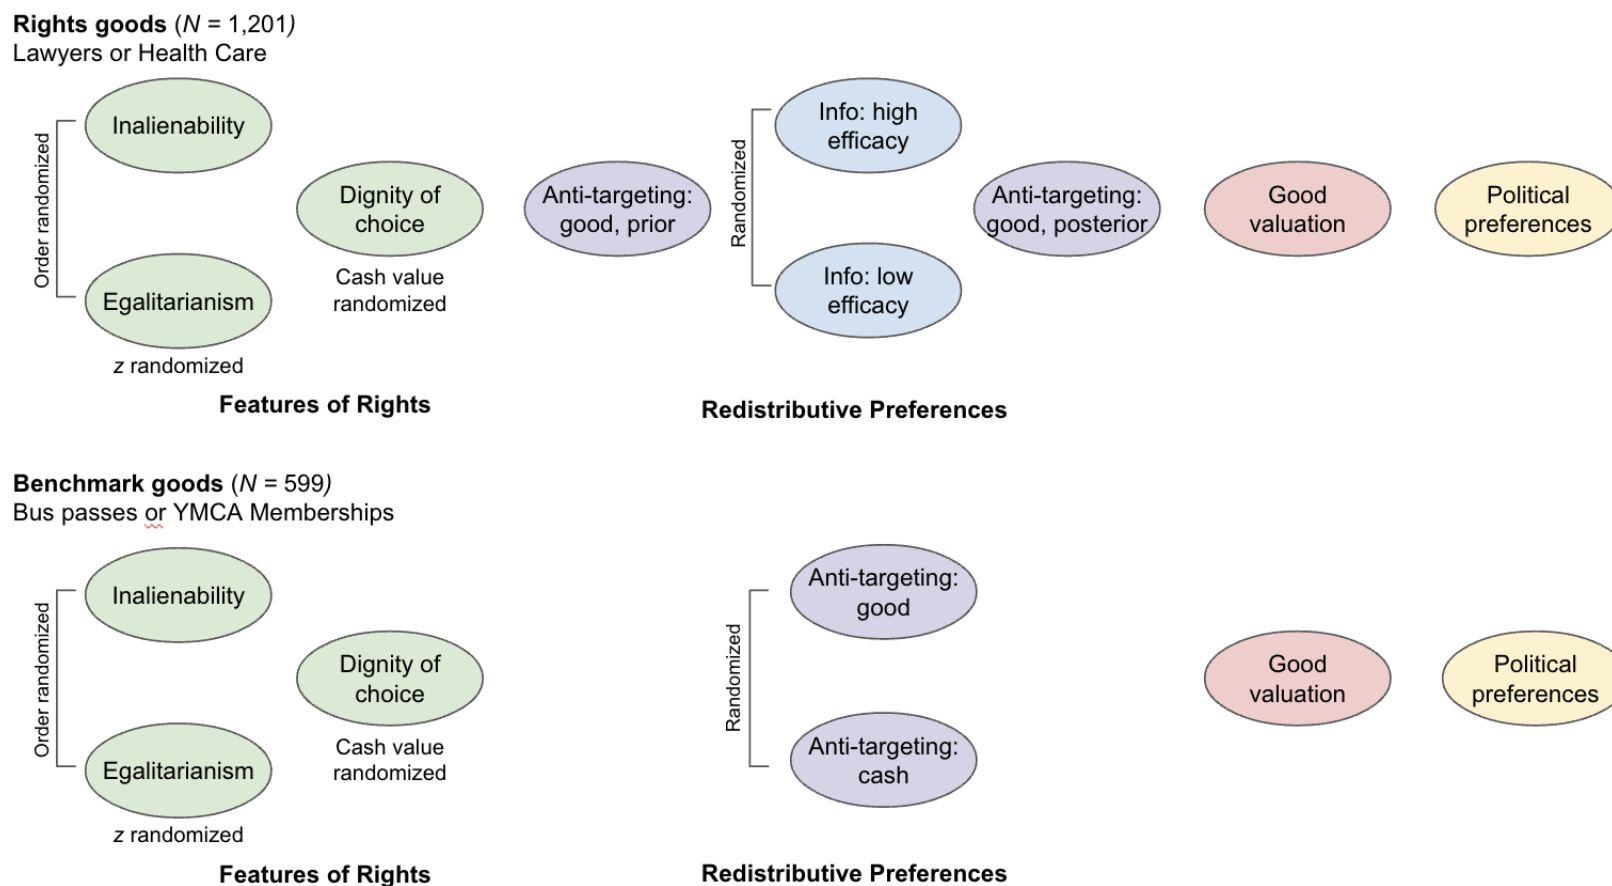 Rights goods (N = 1,201)
Lawyers or Health Care
Order randomized
Inalienability
Egalitarianism
z randomized
Dignity of
choice
Cash value
randomized
Features of Rights
Anti-targeting:
good, prior
Randomized
Info: high
efficacy
Info: low
efficacy
Anti-targeting:
good, posterior
Redistributive Preferences
Good
valuation
Political
preferences
Benchmark goods (N = 599)
Bus passes or YMCA Memberships
Order randomized
Inalienability
Egalitarianism
z randomized
Dignity of
choice
Cash value
randomized
Features of Rights
Randomized
Anti-targeting:
good
Anti-targeting:
cash
Redistributive Preferences
Good
valuation
Political
preferences